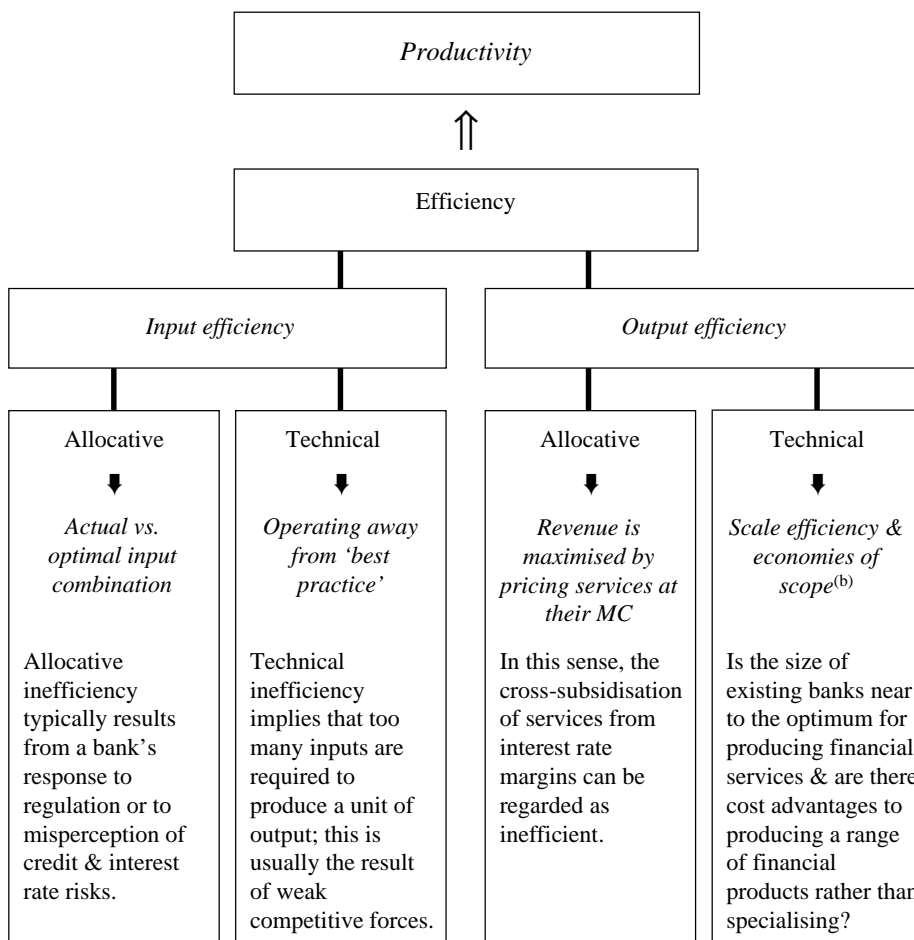 Productivity
⇑
Efficiency
Input efficiency
Output efficiency
Allocative
Actual vs.
optimal input
combination
Allocative
inefficiency
typically results
from a bank's
response to
regulation or to
misperception of
credit & interest
rate risks.
Technical
Operating away
from ‘best
practice’
Technical
inefficiency
implies that too
many inputs are
required to
produce a unit of
output; this is
usually the result
of weak
competitive forces.
Allocative
Revenue is
maximised by
pricing services at
their MC
In this sense, the
cross-subsidisation
of services from
interest rate
margins can be
regarded as
inefficient.
Technical
Scale efficiency &
economies of
scope(b)
Is the size of
existing banks near
to the optimum for
producing financial
services & are there
cost advantages to
producing a range
of financial
products rather than
specialising?